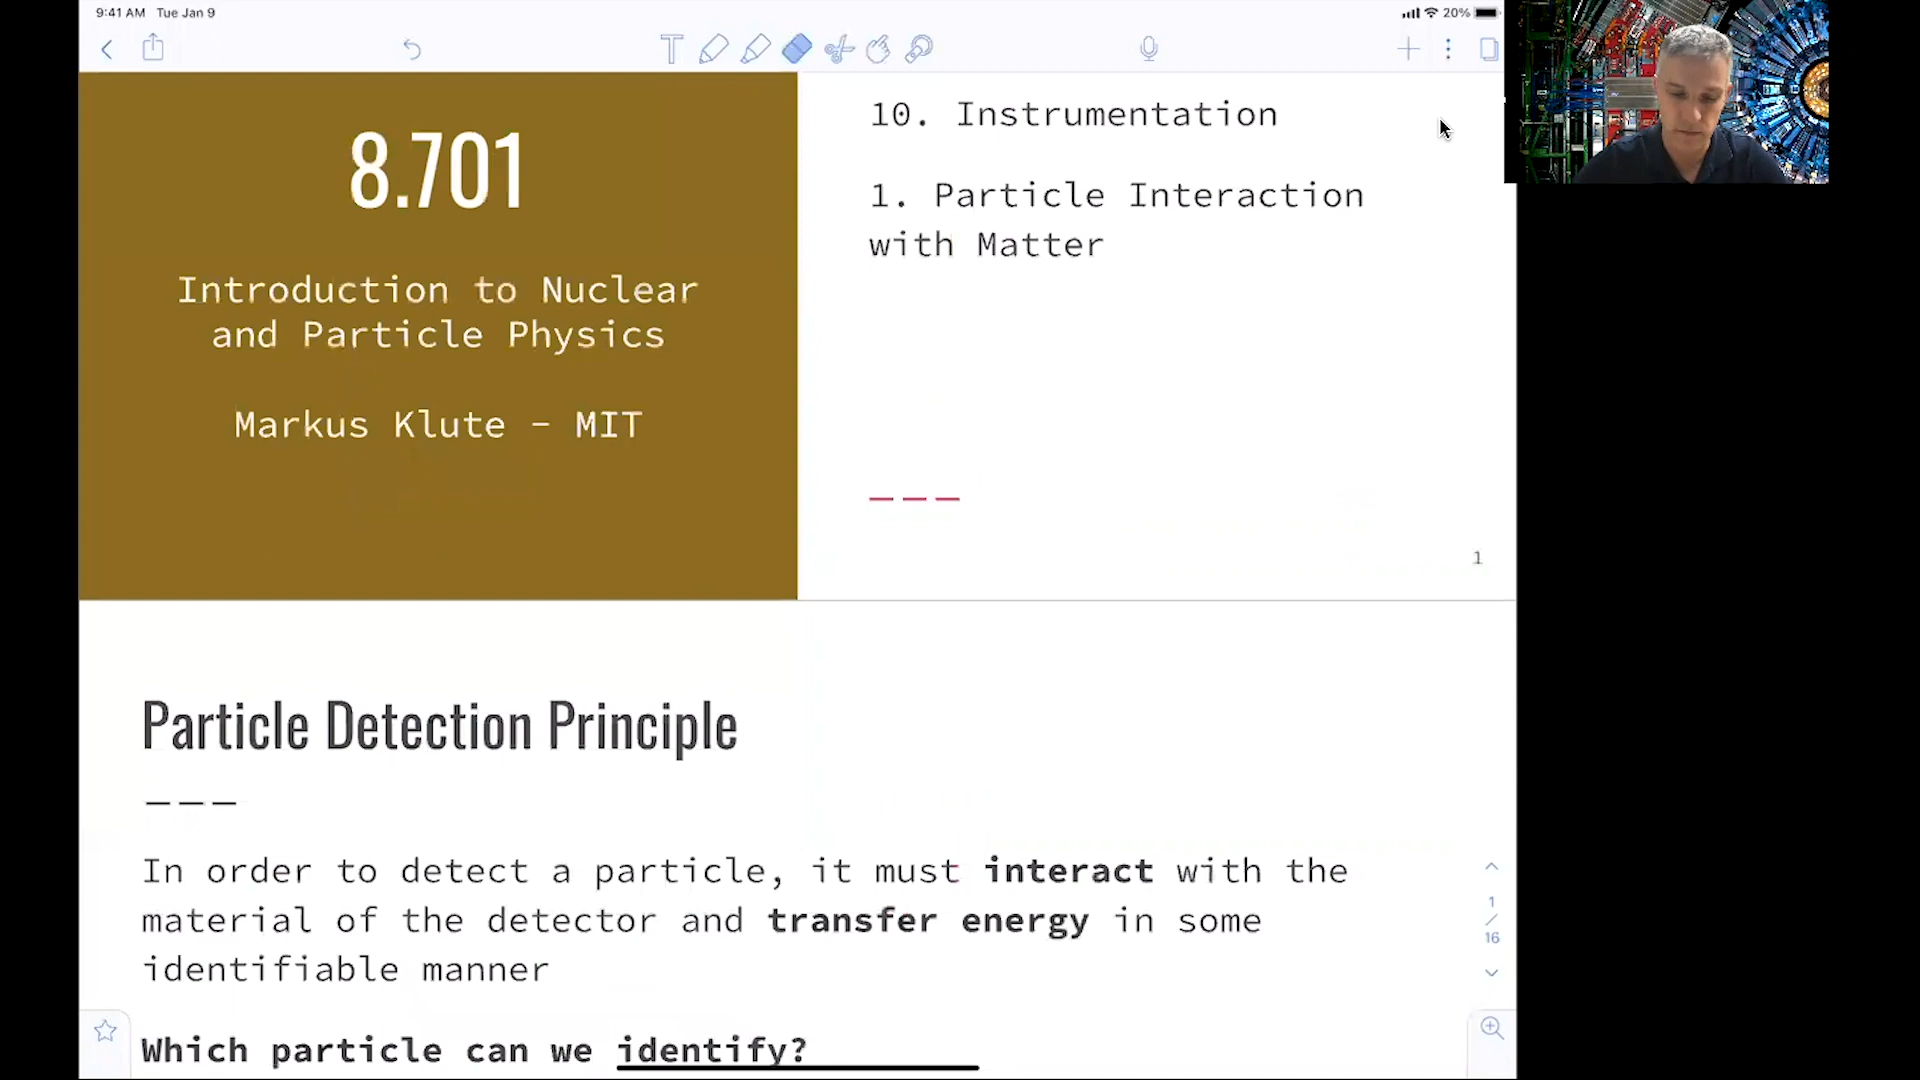 9:41 AM Tue Jan 9
20%
8.701
Introduction to Nuclear
and Particle Physics
Markus Klute - MIT
10. Instrumentation
1. Particle Interaction
with Matter
1
Particle Detection Principle
In order to detect a particle, it must interact with the
material of the detector and transfer energy in some
identifiable manner
Which particle can we identify?
1
/
16